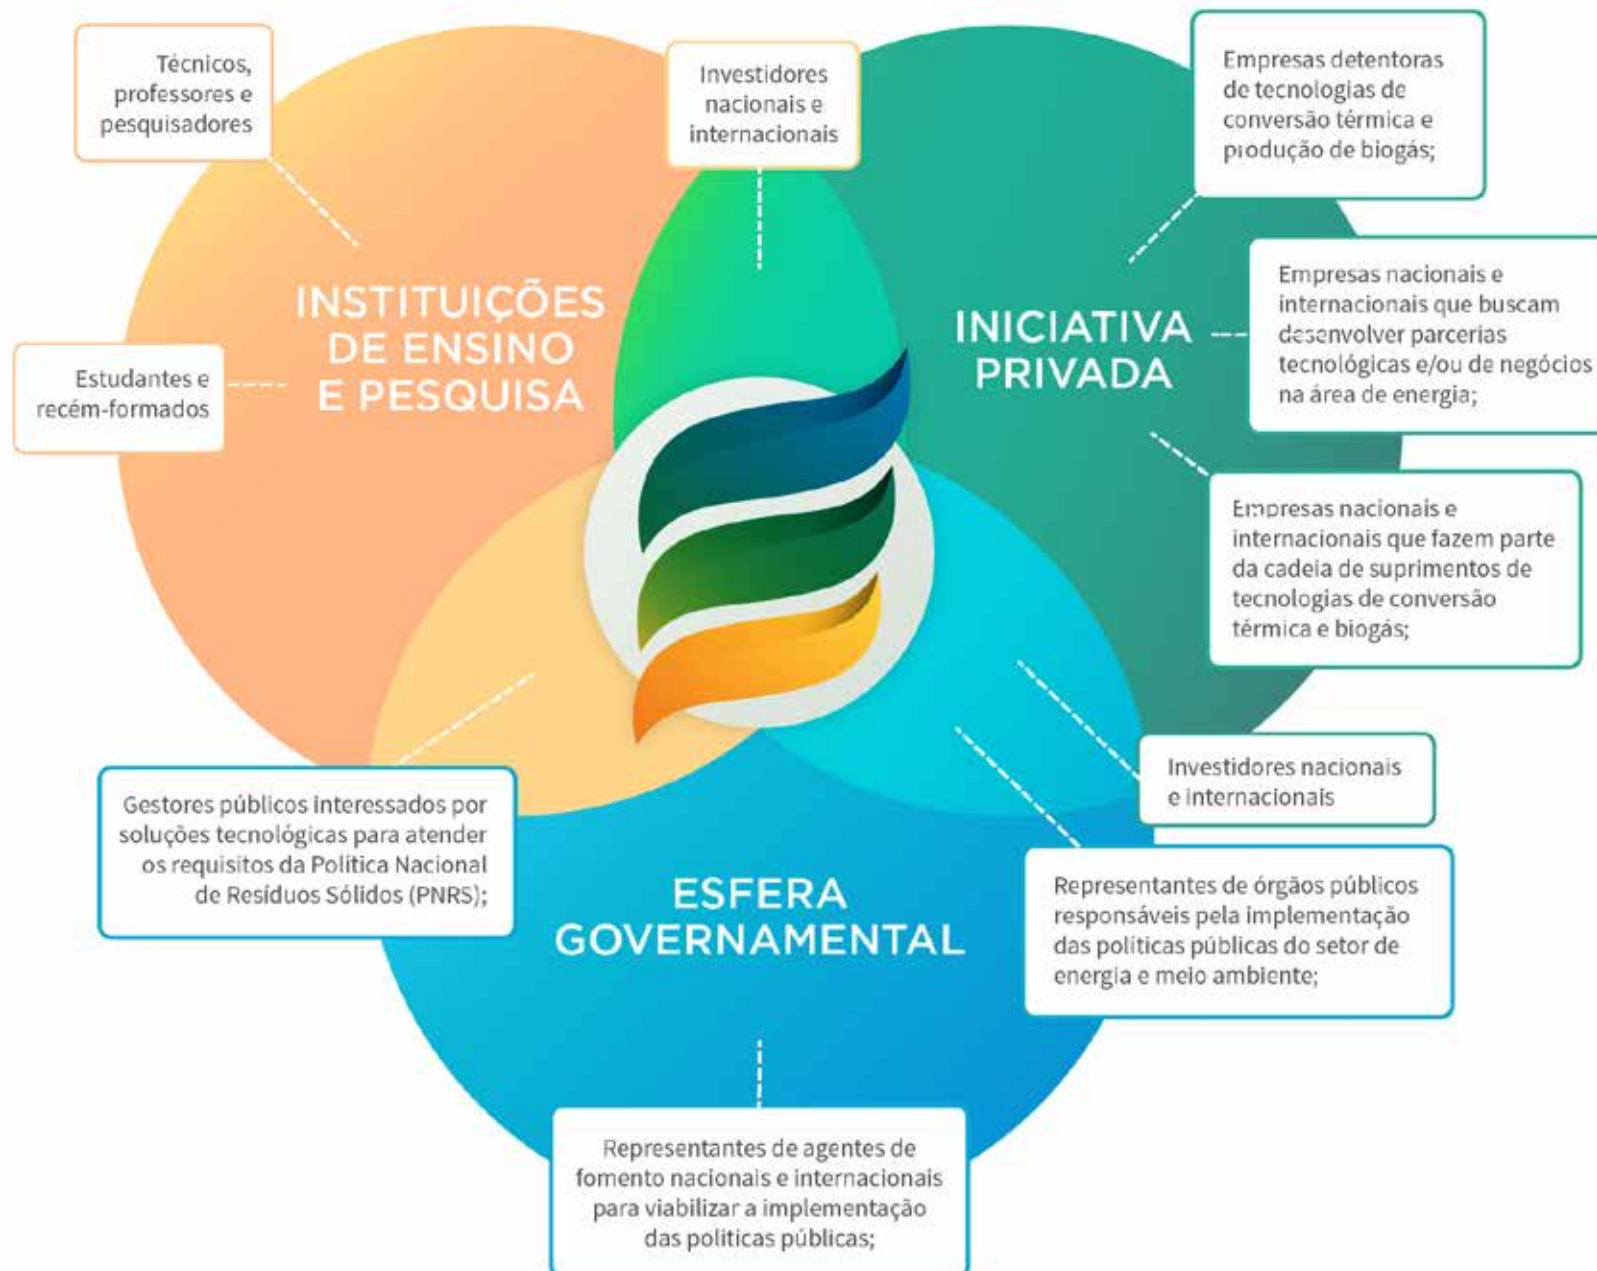 Técnicos,
professores e
pesquisadores
Investidores
nacionais e
internacionais
Empresas detentoras
de tecnologias de
conversão térmica e
produção de biogás;
INSTITUIÇÕES
DE ENSINO
E PESQUISA
Estudantes e
recém-formados
INICIATIVA
PRIVADA
Empresas nacionais e
internacionais que buscam
desenvolver parcerias
tecnológicas e/ou de negócios
na área de energia;
Empresas nacionais e
internacionais que fazem parte
da cadeia de suprimentos de
tecnologias de conversão
térmica e biogás;
Investidores nacionais
e internacionais
Gestores públicos interessados por
soluções tecnológicas para atender
os requisitos da Política Nacional
de Resíduos Sólidos (PNRS);
ESFERA
GOVERNAMENTAL
Representantes de órgãos públicos
responsáveis pela implementação
das políticas públicas do setor de
energia e meio ambiente;
Representantes de agentes de
fomento nacionais e internacionais
para viabilizar a implementação
das politicas públicas;